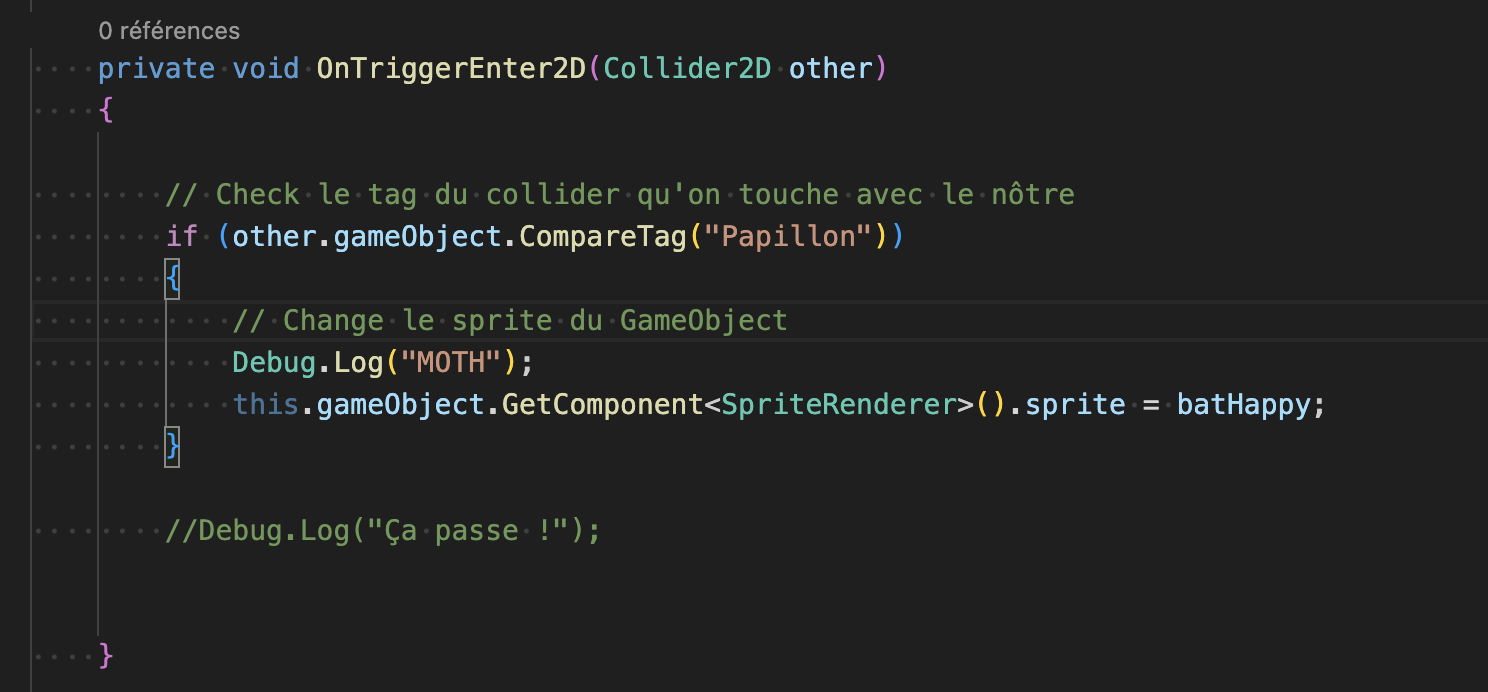 0 références
private void OnTriggerEnter2D(Collider2D other)
{
// Check le tag du collider qu'on touche avec le nôtre
if (other.gameObject.CompareTag("Papillon"))
{
// Change le sprite du GameObject
Debug.Log("MOTH");
this.gameObject.GetComponent<SpriteRenderer>().sprite = batHappy;
}
//Debug.Log("Ça passe !");
}